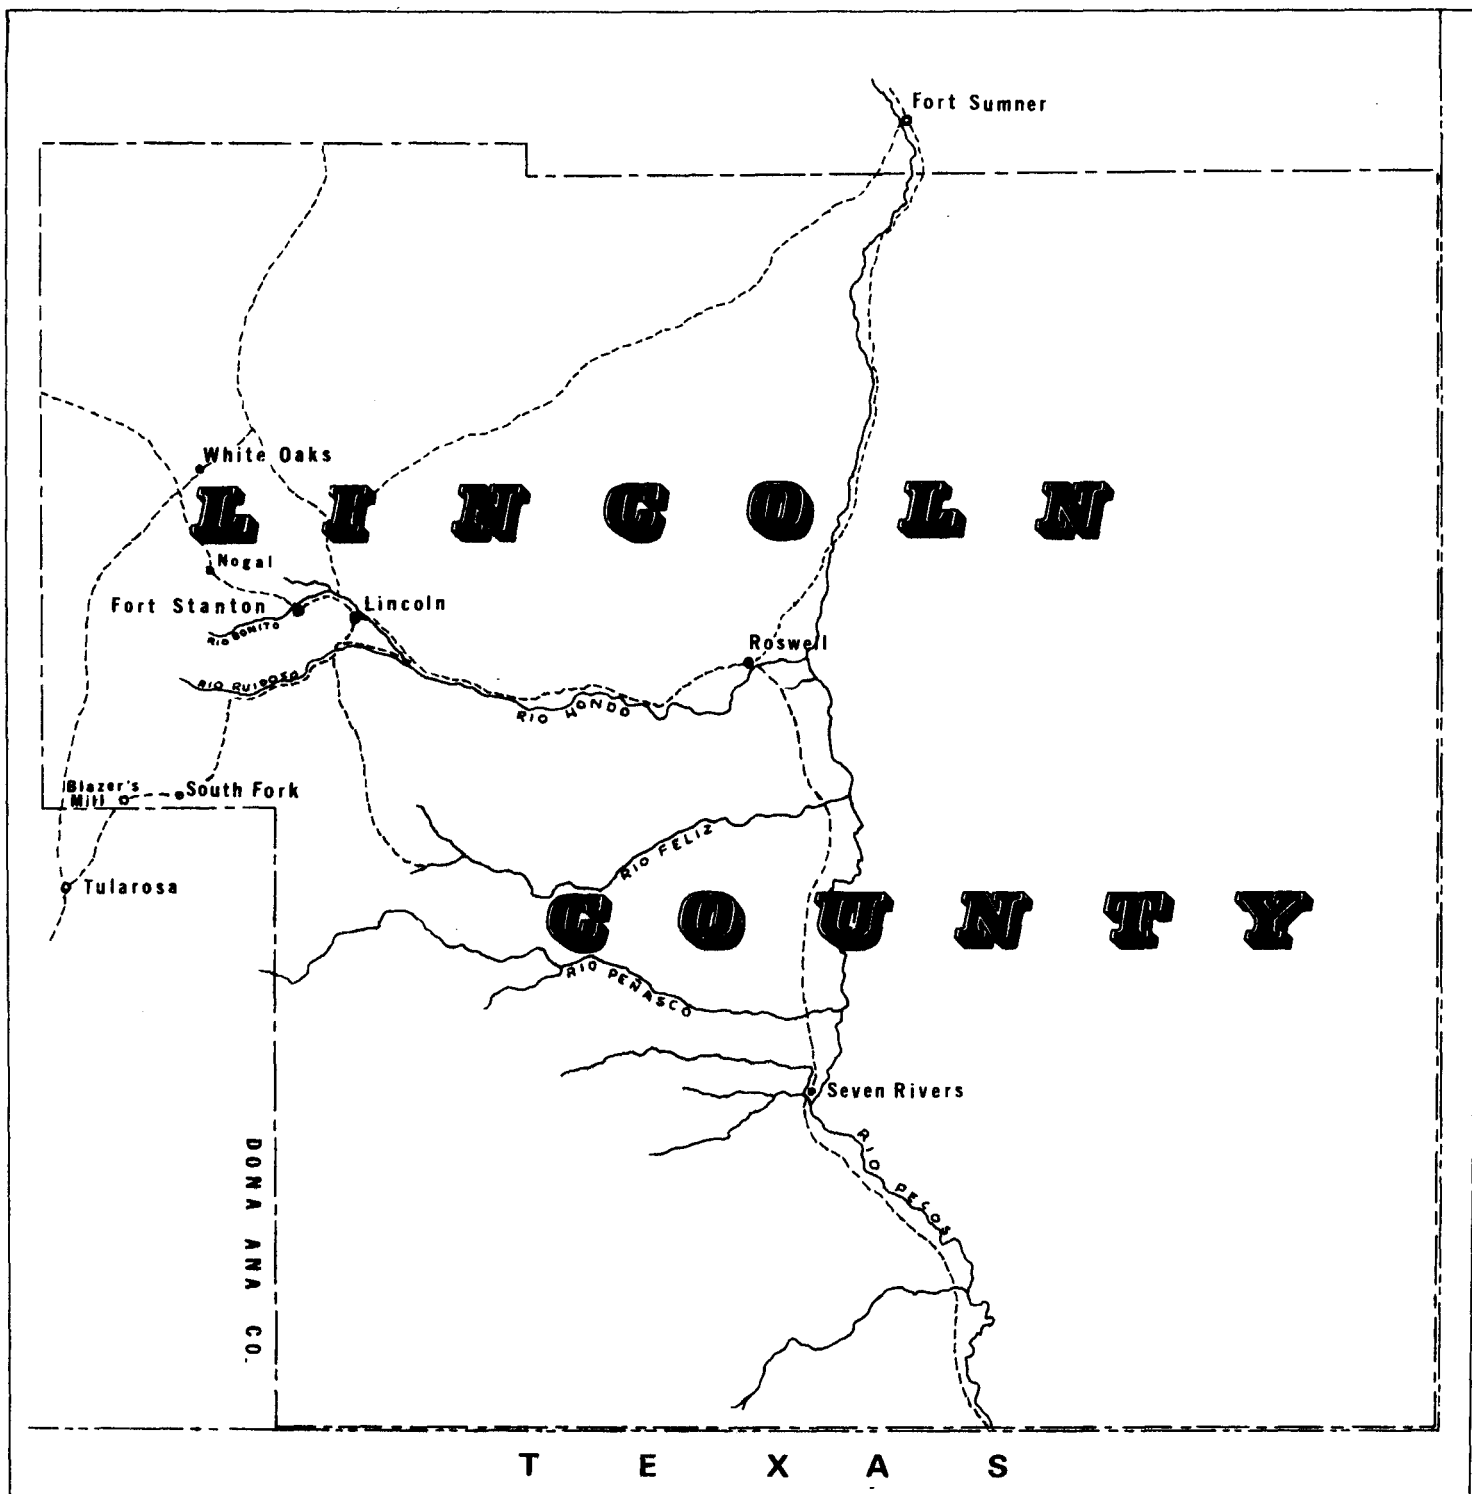 Fort Sumner
White Oaks
LINCOLN
Nogal
Fort Stanton
Lincoln
RIO BONITO
Roswell
RIO RUIDOSO
RIO HONDO
Blazer's
Mill
South Fork
RIO FELIZ
Tularosa
COUNTY
RIO PEÑASCO
Seven Rivers
RIO PECOS
DONA ANA CO.
TEXAS